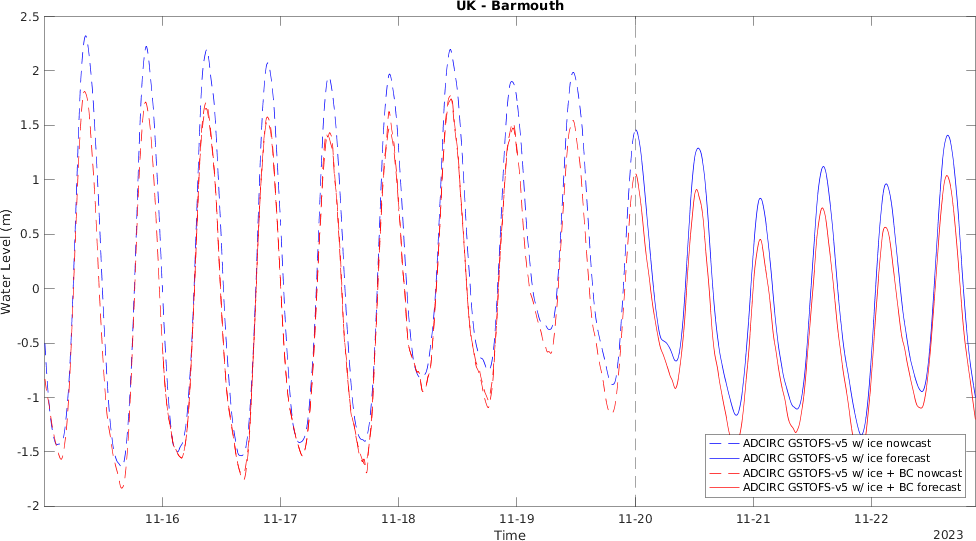 UK - Barmouth
2.5
2
1.5
1
0.5
0
-0.5
-1
-1.5
-2
Water Level (m)
11-16
11-17
11-18
11-19
11-20
11-21
11-22
Time
2023
ADCIRC GSTOFS-v5 w/ ice nowcast
ADCIRC GSTOFS-v5 w/ ice forecast
ADCIRC GSTOFS-v5 w/ ice + BC nowcast
ADCIRC GSTOFS-v5 w/ ice + BC forecast